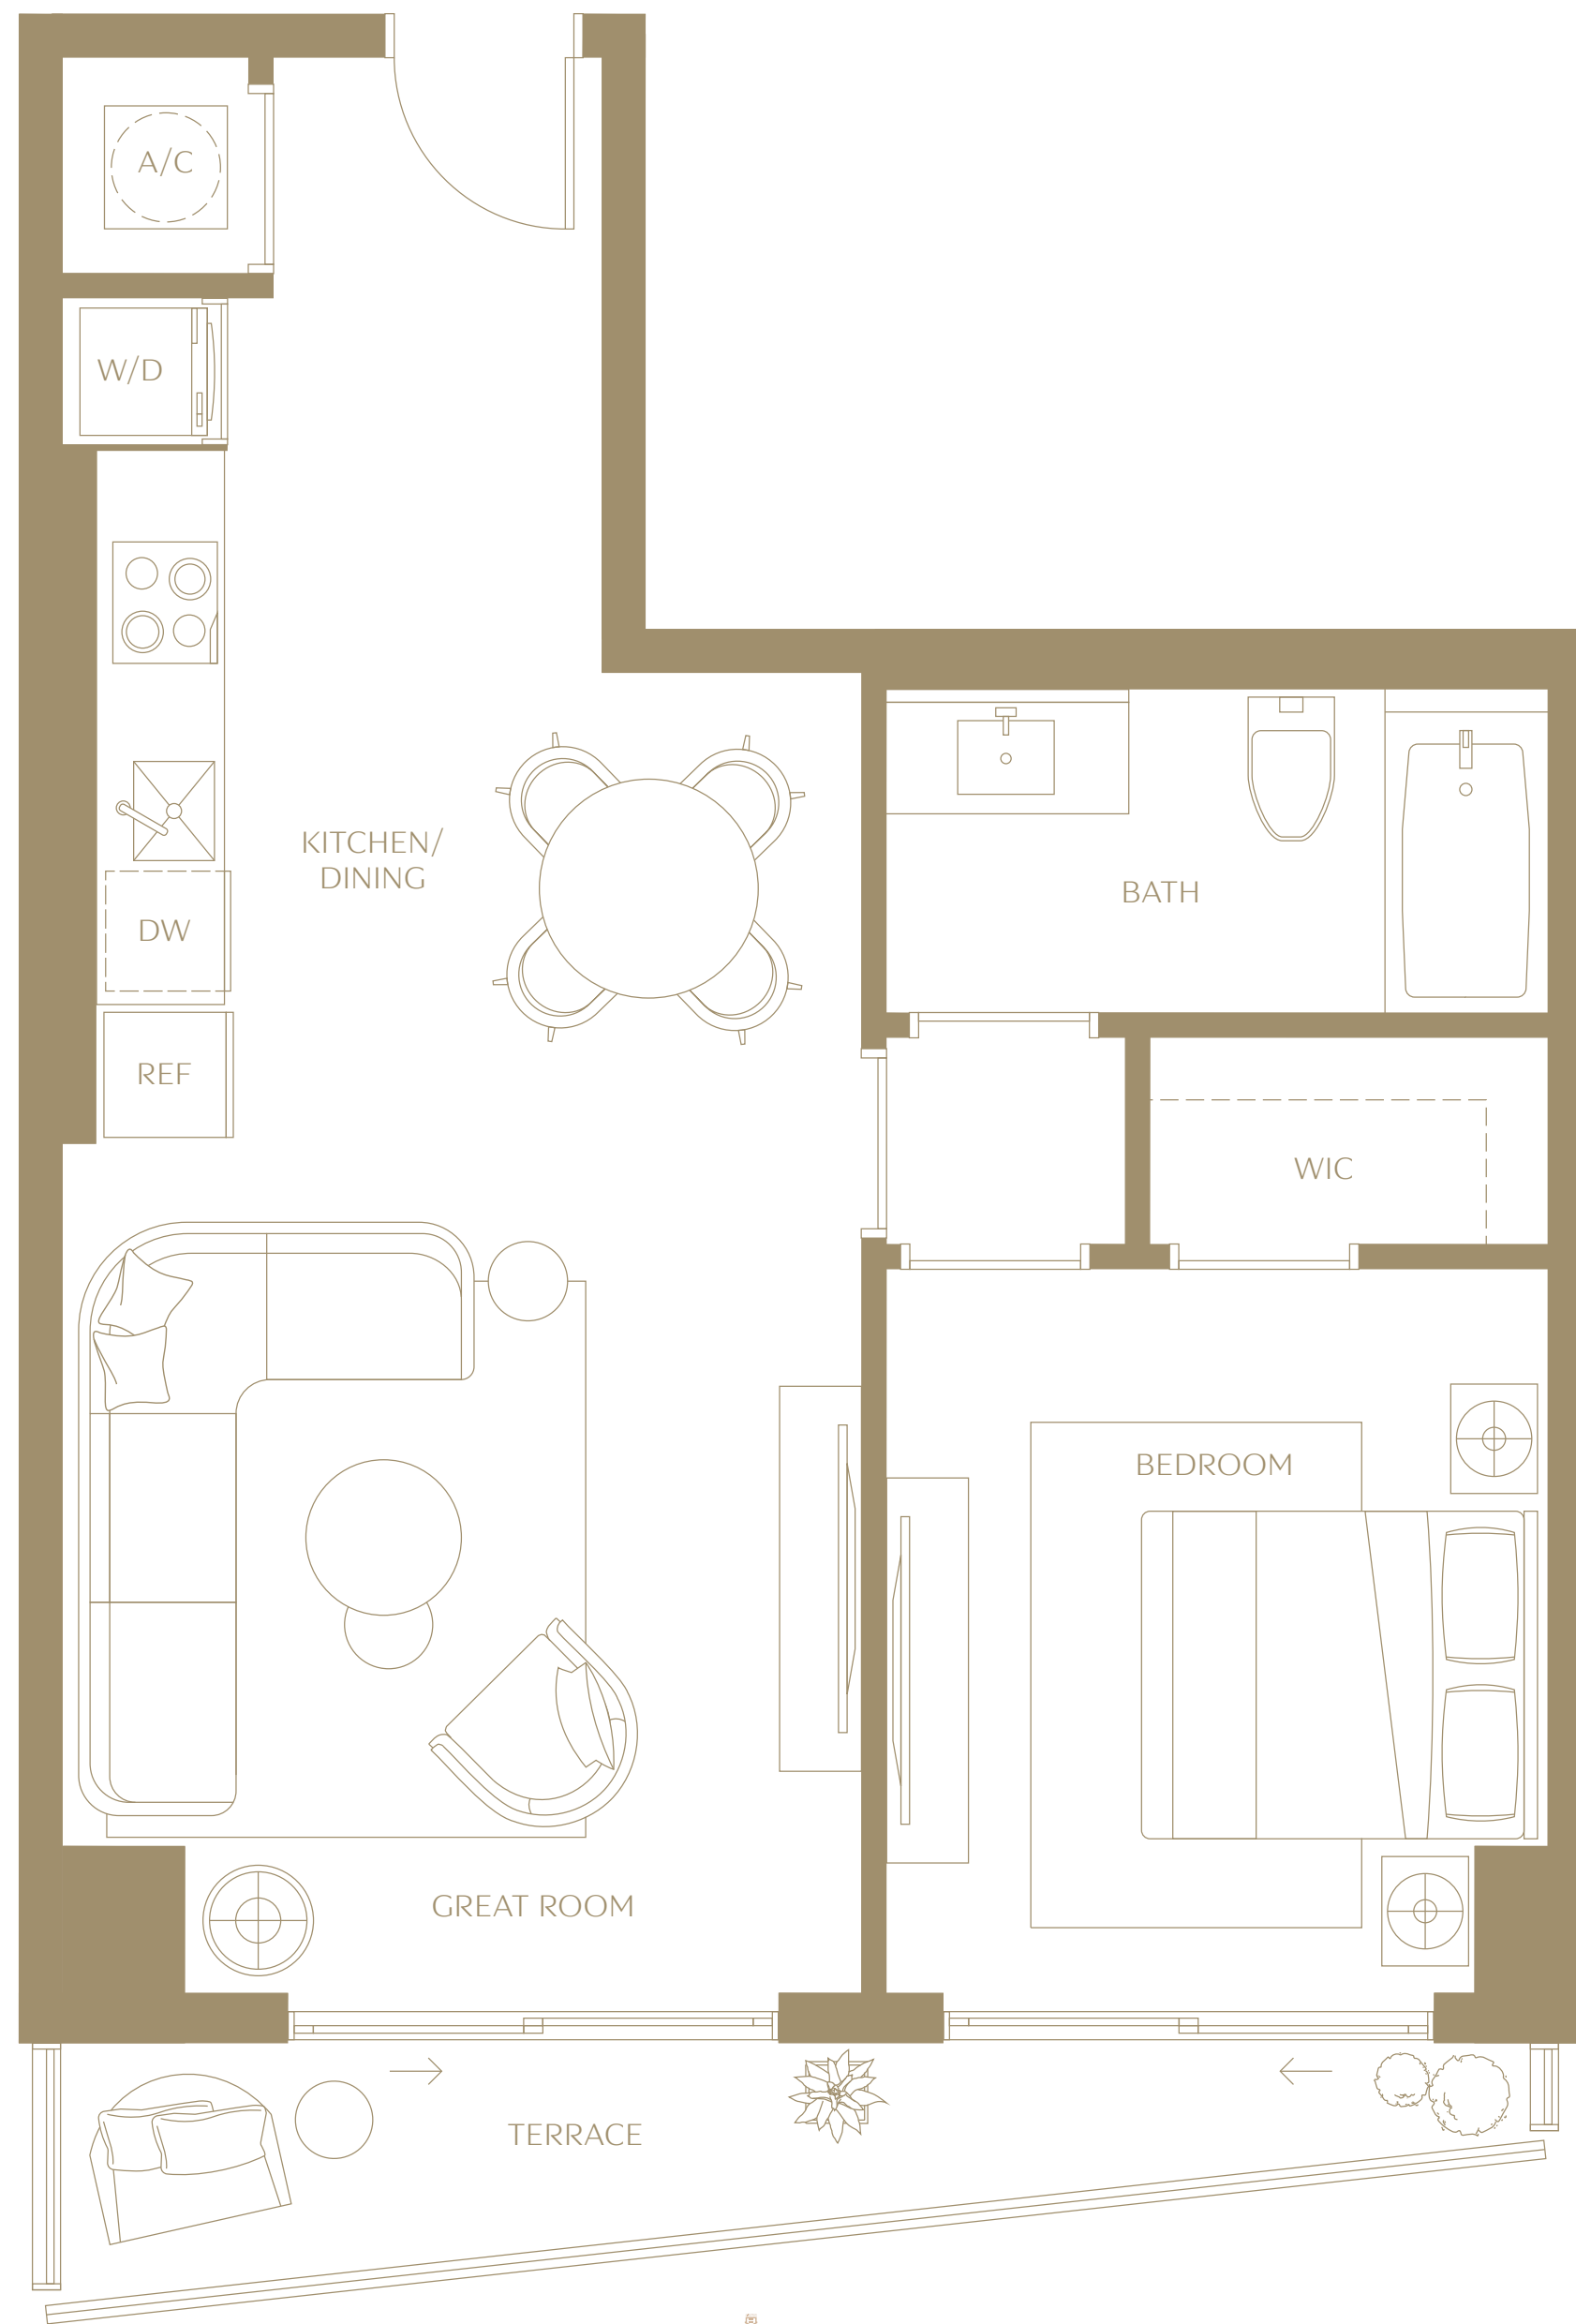 A/C
W/D
KITCHEN/
DINING
BATH
DW
REF
WIC
BEDROOM
GREAT ROOM
TERRACE